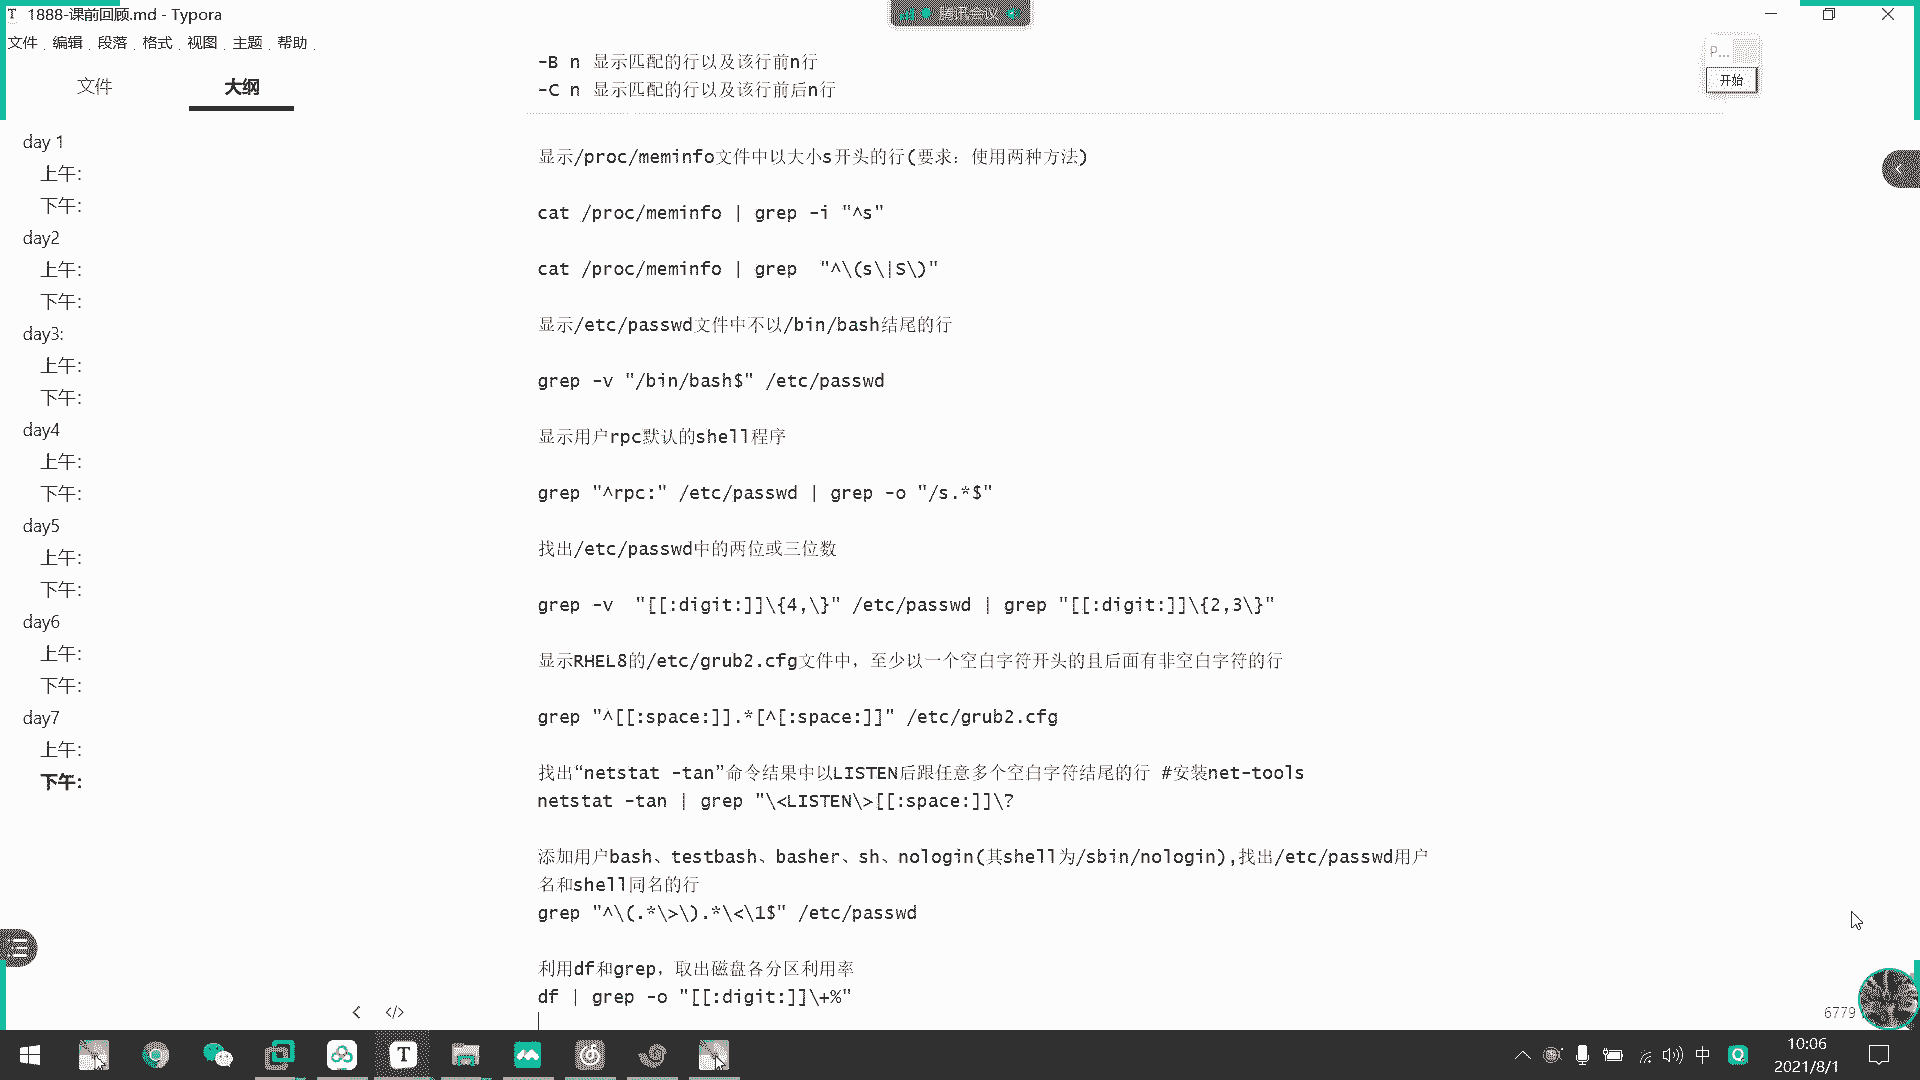 1888-课前回顾.md - Typora
腾讯会议
文件 编辑 段落 格式 视图 主题 帮助
P...
开始
文件 大纲
day 1
上午:
下午:
day2
上午:
下午:
day3:
上午:
下午:
day4
上午:
下午:
day5
上午:
下午:
day6
上午:
下午:
day7
上午:
下午:
-B n 显示匹配的行以及该行前n行
-C n 显示匹配的行以及该行前后n行
显示/proc/meminfo文件中以大小s开头的行(要求：使用两种方法)
cat /proc/meminfo | grep -i "^s"
cat /proc/meminfo | grep  "^\(s\|S\)"
显示/etc/passwd文件中不以/bin/bash结尾的行
grep -v "/bin/bash$" /etc/passwd
显示用户rpc默认的shell程序
grep "^rpc:" /etc/passwd | grep -o "/s.*$"
找出/etc/passwd中的两位或三位数
grep -v  "[[:digit:]]\{4,\}" /etc/passwd | grep "[[:digit:]]\{2,3\}"
显示RHEL8的/etc/grub2.cfg文件中，至少以一个空白字符开头的且后面有非空白字符的行
grep "^[[:space:]].*[^[:space:]]" /etc/grub2.cfg
找出“netstat -tan”命令结果中以LISTEN后跟任意多个空白字符结尾的行 #安装net-tools
netstat -tan | grep "\<LISTEN\>[[:space:]]\?
添加用户bash、testbash、basher、sh、nologin(其shell为/sbin/nologin),找出/etc/passwd用户
名和shell同名的行
grep "^\(.*\>\).*\<\1$" /etc/passwd
利用df和grep，取出磁盘各分区利用率
df | grep -o "[[:digit:]]\+%"
6779
中
10:06
2021/8/1